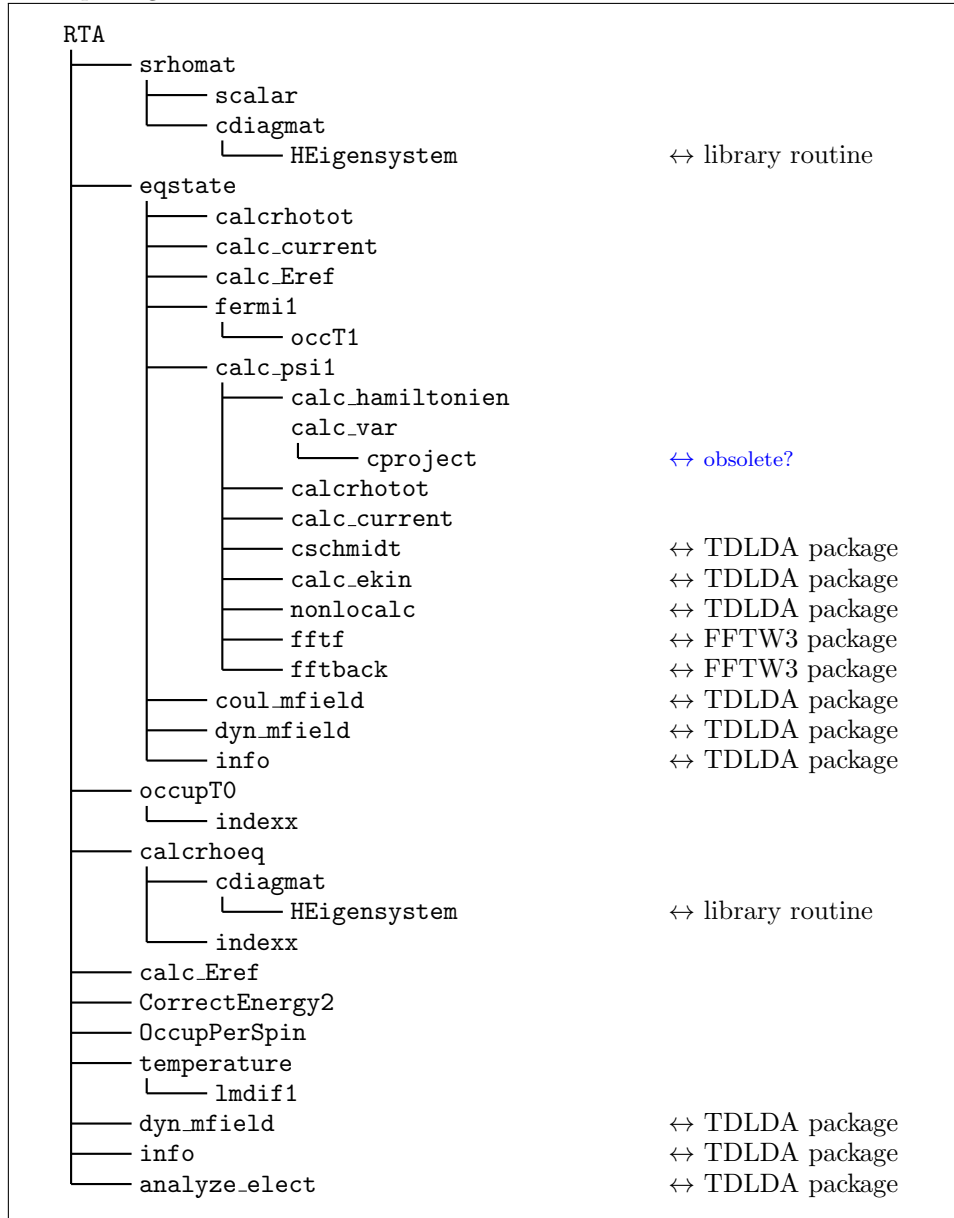 RTA
srhomat
scalar
cdiagmat
HEigensystem ↔ library routine
eqstate
calcrhotot
calc_current
calc_Eref
fermi1
occT1
calc_psi1
calc_hamiltonien
calc_var
cproject ↔ obsolete?
calcrhotot
calc_current
cschmidt ↔ TDLDA package
calc_ekin ↔ TDLDA package
nonlocalc ↔ TDLDA package
fftf ↔ FFTW3 package
fftback ↔ FFTW3 package
coul_mfield ↔ TDLDA package
dyn_mfield ↔ TDLDA package
info ↔ TDLDA package
occupT0
indexx
calcrhoeq
cdiagmat
HEigensystem ↔ library routine
indexx
calc_Eref
CorrectEnergy2
OccupPerSpin
temperature
lmdif1
dyn_mfield ↔ TDLDA package
info ↔ TDLDA package
analyze_elect ↔ TDLDA package